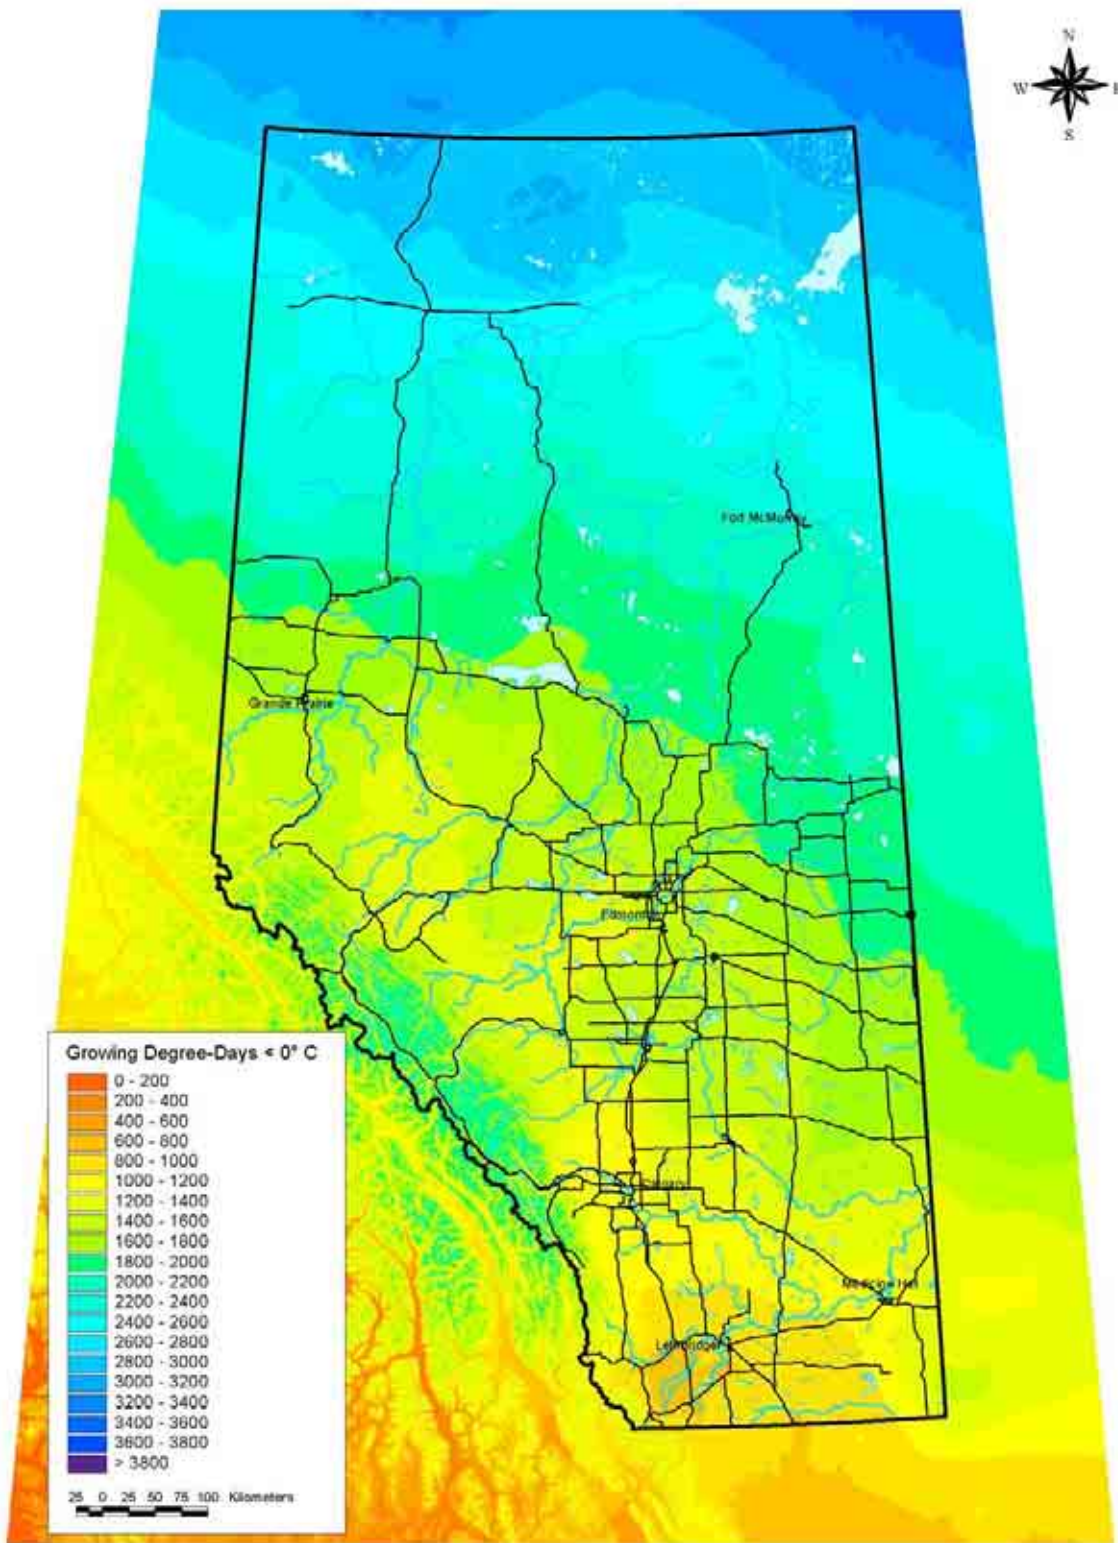 N
W E
S
Fort McMurray
Grande Prairie
Edmonton
Calgary
Medicine Hat
Lethbridge
Growing Degree-Days < 0° C
0 - 200
200 - 400
400 - 600
600 - 800
800 - 1000
1000 - 1200
1200 - 1400
1400 - 1600
1600 - 1800
1800 - 2000
2000 - 2200
2200 - 2400
2400 - 2600
2600 - 2800
2800 - 3000
3000 - 3200
3200 - 3400
3400 - 3600
3600 - 3800
> 3800
25 0 25 50 75 100 Kilometers